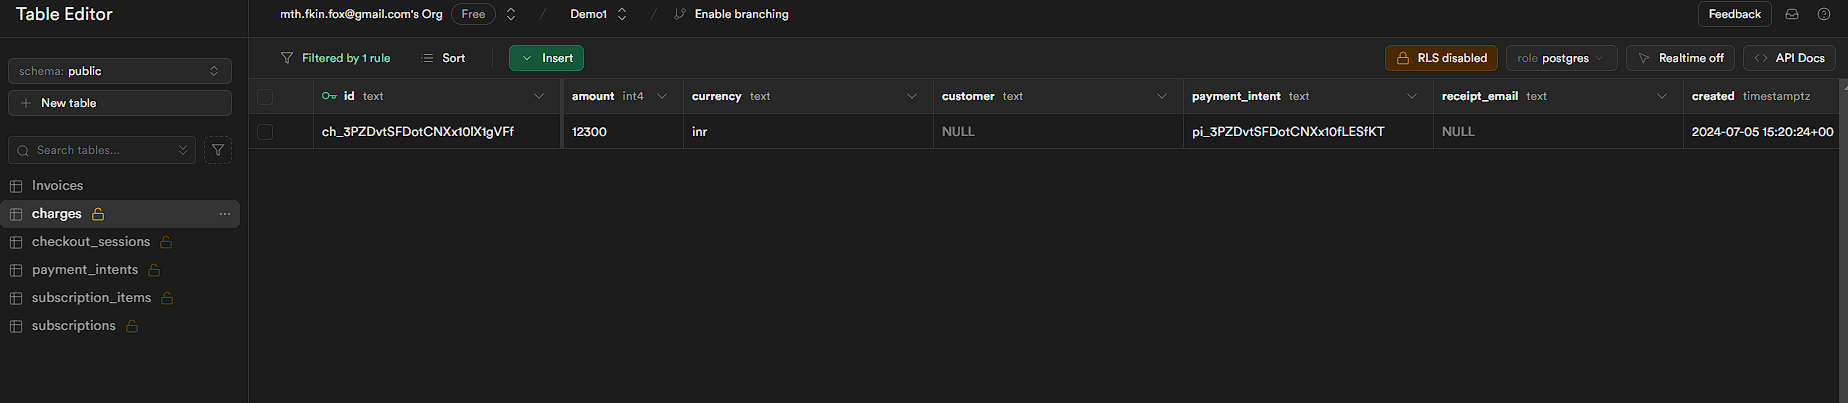 Table Editor
mth.fkin.fox@gmail.com's Org Free / Demo1 / Enable branching Feedback
schema: public
New table
Search tables...
Invoices
charges
checkout_sessions
payment_intents
subscription_items
subscriptions
Filtered by 1 rule Sort Insert RLS disabled role postgres Realtime off API Docs
id text amount int4 currency text customer text payment_intent text receipt_email text created timestamptz
ch_3PZDvtSFDotCNXx10lX1gVFf 12300 inr NULL pi_3PZDvtSFDotCNXx10fLESfKT NULL 2024-07-05 15:20:24+00